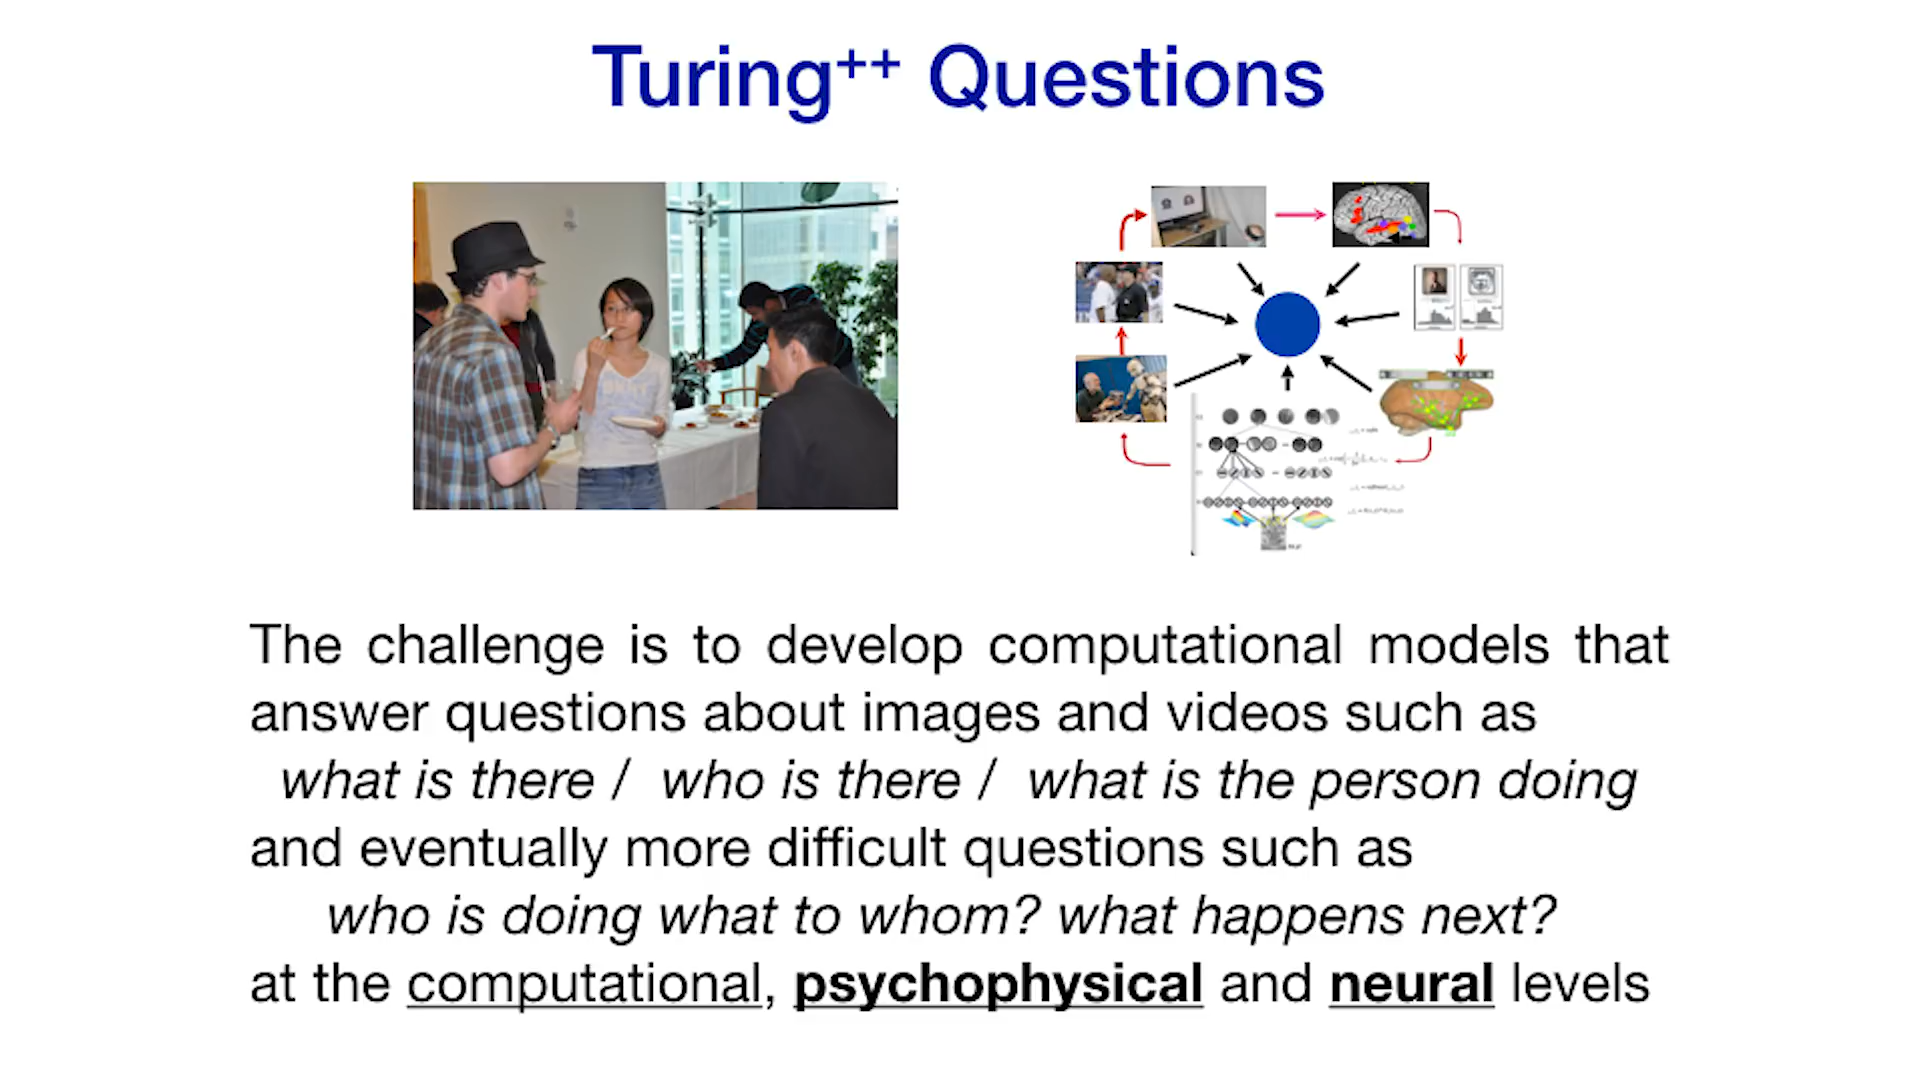 Turing++ Questions
The challenge is to develop computational models that
answer questions about images and videos such as
what is there / who is there / what is the person doing
and eventually more difficult questions such as
who is doing what to whom? what happens next?
at the computational, psychophysical and neural levels